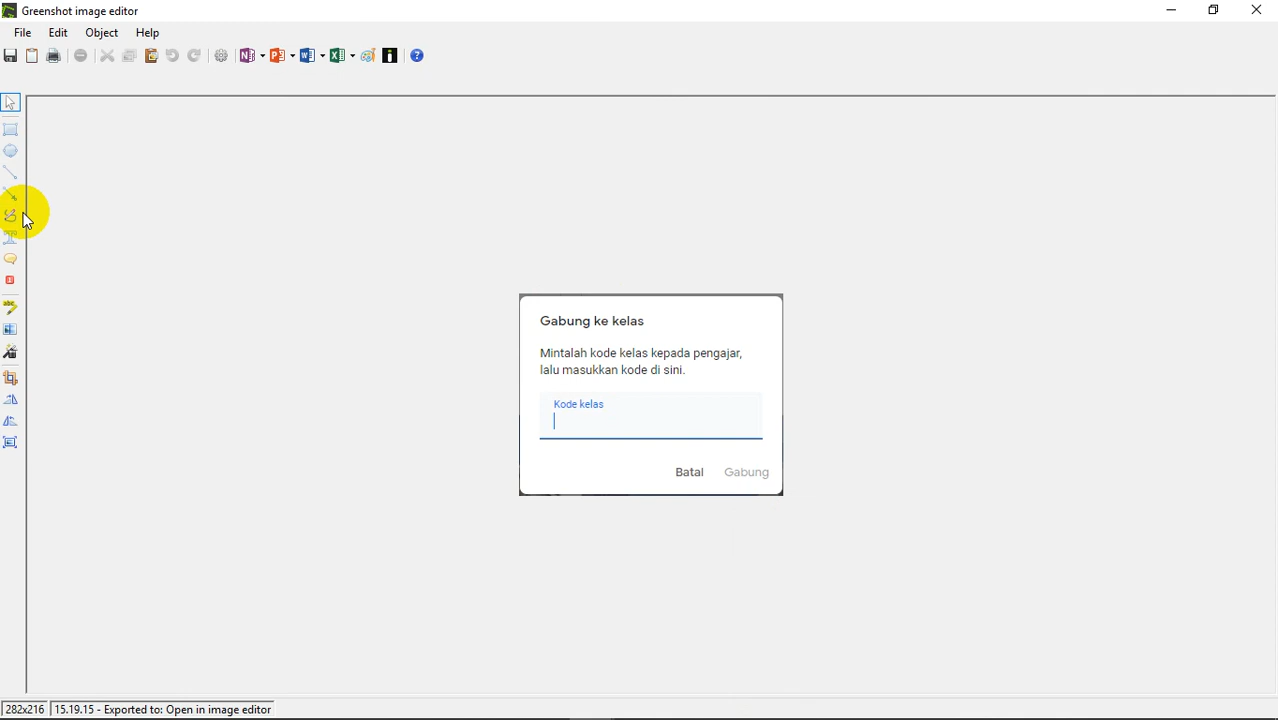 Greenshot image editor
File Edit Object Help
Gabung ke kelas
Mintalah kode kelas kepada pengajar,
lalu masukkan kode di sini.
Kode kelas
Batal Gabung
282x216 15.19.15 - Exported to: Open in image editor